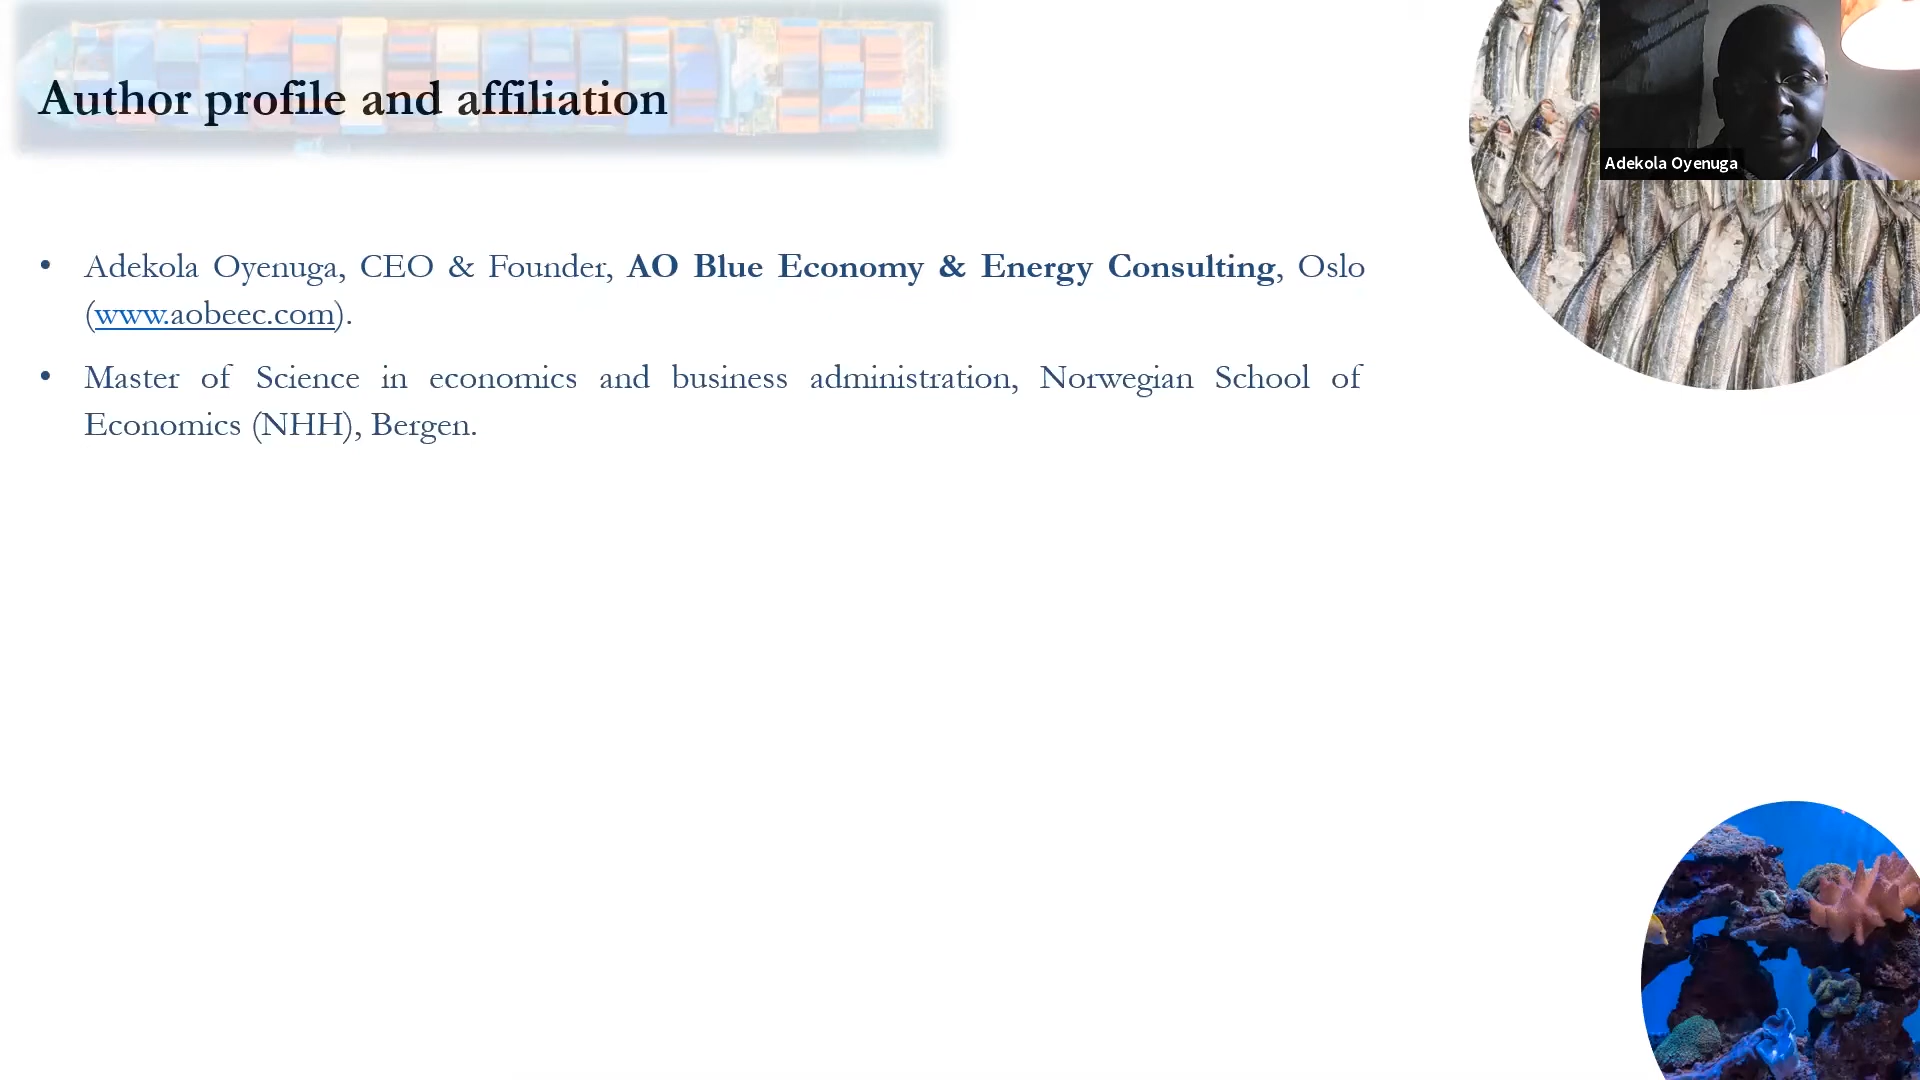 Author profile and affiliation
Adekola Oyenuga
• Adekola Oyenuga, CEO & Founder, AO Blue Economy & Energy Consulting, Oslo
(www.aobeec.com).
• Master of Science in economics and business administration, Norwegian School of
Economics (NHH), Bergen.